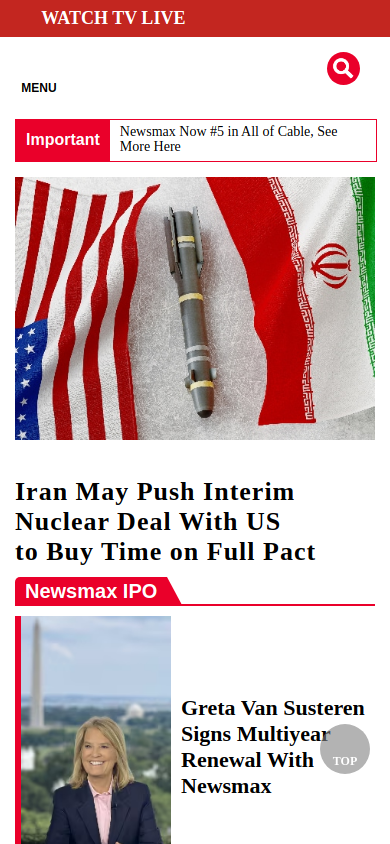 WATCH TV LIVE
MENU
Important
Newsmax Now #5 in All of Cable, See
More Here
Iran May Push Interim
Nuclear Deal With US
to Buy Time on Full Pact
Newsmax IPO
Greta Van Susteren
Signs Multiyear
Renewal With
Newsmax
TOP